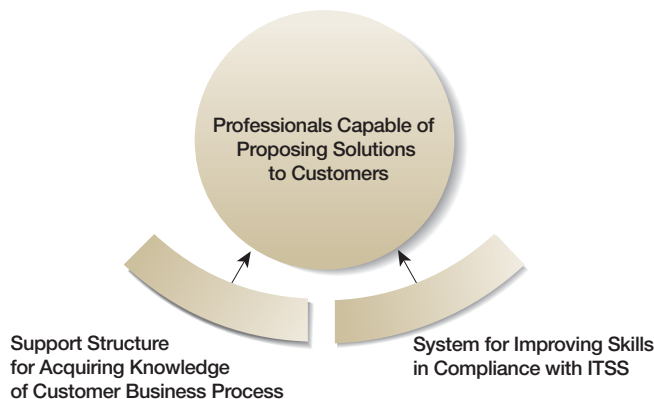 Professionals Capable of
Proposing Solutions
to Customers
Support Structure
for Acquiring Knowledge
of Customer Business Process
System for Improving Skills
in Compliance with ITSS